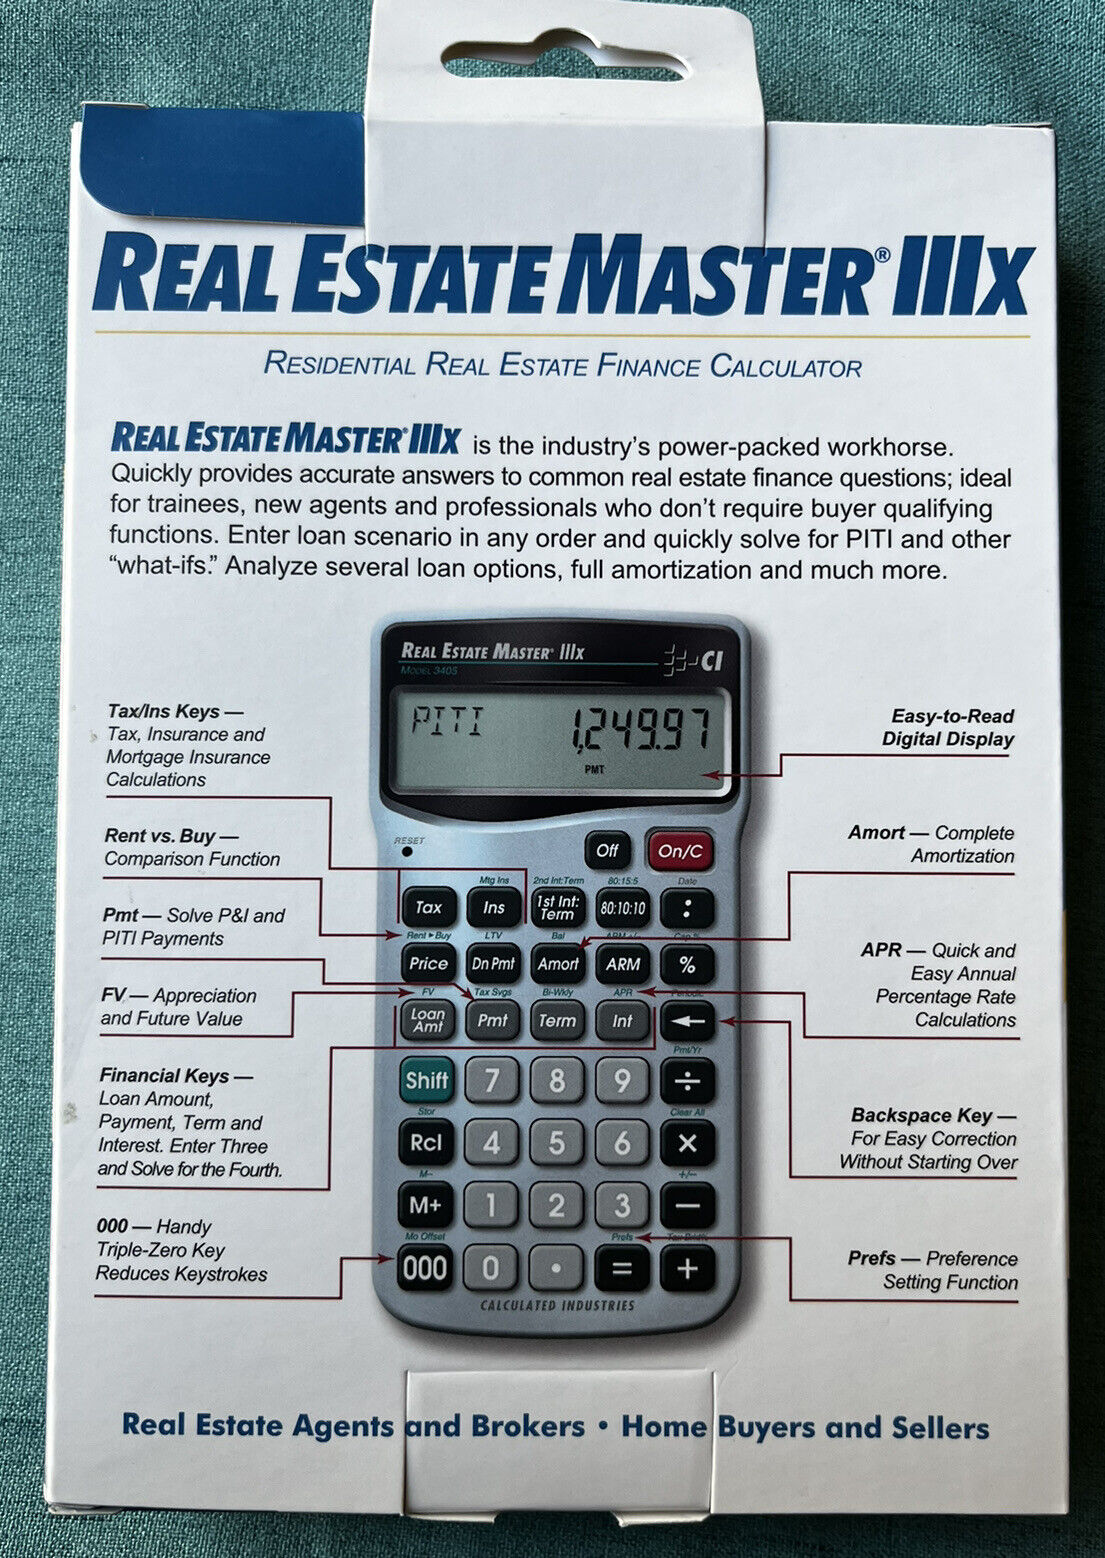 REAL ESTATE MASTER® IIIx
RESIDENTIAL REAL ESTATE FINANCE CALCULATOR
REAL ESTATE MASTER® IIIx is the industry's power-packed workhorse.
Quickly provides accurate answers to common real estate finance questions; ideal
for trainees, new agents and professionals who don't require buyer qualifying
functions. Enter loan scenario in any order and quickly solve for PITI and other
“what-ifs.” Analyze several loan options, full amortization and much more.
Tax/Ins Keys —
Tax, Insurance and
Mortgage Insurance
Calculations
Rent vs. Buy —
Comparison Function
Pmt — Solve P&I and
PITI Payments
FV — Appreciation
and Future Value
Financial Keys —
Loan Amount,
Payment, Term and
Interest. Enter Three
and Solve for the Fourth.
000 — Handy
Triple-Zero Key
Reduces Keystrokes
REAL ESTATE MASTER® IIIx
MODEL 3405
CI
PITI 1,249.97
PMT
RESET
Off On/C
Mtg Ins 2nd Int:Term 80:15:5 Date
Tax Ins 1st Int: Term 80:10:10 :
Rent ▸ Buy LTV Bal
Price Dn Pmt Amort ARM %
FV Tax Svgs Bi-Wkly APR Periodic
Loan Amt Pmt Term Int ←
Pmt/Yr
Shift 7 8 9 ÷
Stor Clear All
Rcl 4 5 6 ×
M– +/–
M+ 1 2 3 –
Mo Offset Prefs
000 0 . = +
CALCULATED INDUSTRIES
Easy-to-Read
Digital Display
Amort — Complete
Amortization
APR — Quick and
Easy Annual
Percentage Rate
Calculations
Backspace Key —
For Easy Correction
Without Starting Over
Prefs — Preference
Setting Function
Real Estate Agents and Brokers • Home Buyers and Sellers